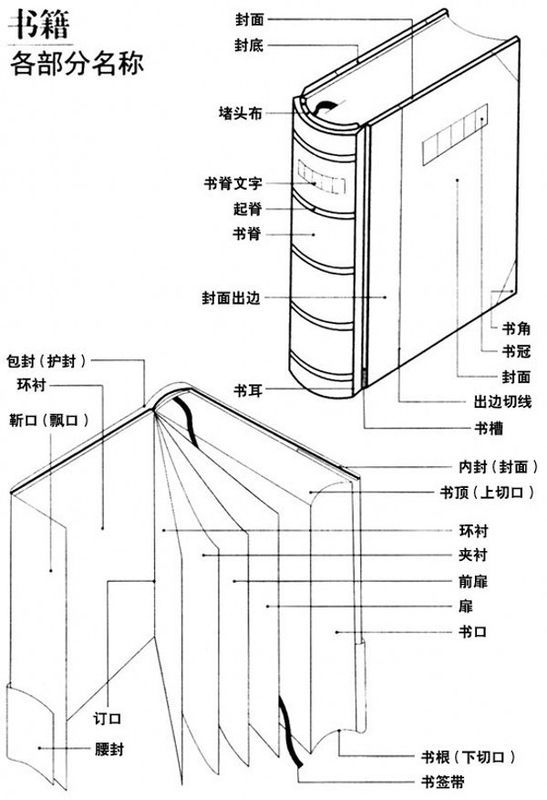 书籍
各部分名称
封面
封底
堵头布
书脊文字
起脊
书脊
封面出边
书角
书冠
封面
出边切线
书耳
书槽
包封（护封）
环衬
靳口（飘口）
内封（封面）
书顶（上切口）
环衬
夹衬
前扉
扉
书口
订口
腰封
书根（下切口）
书签带